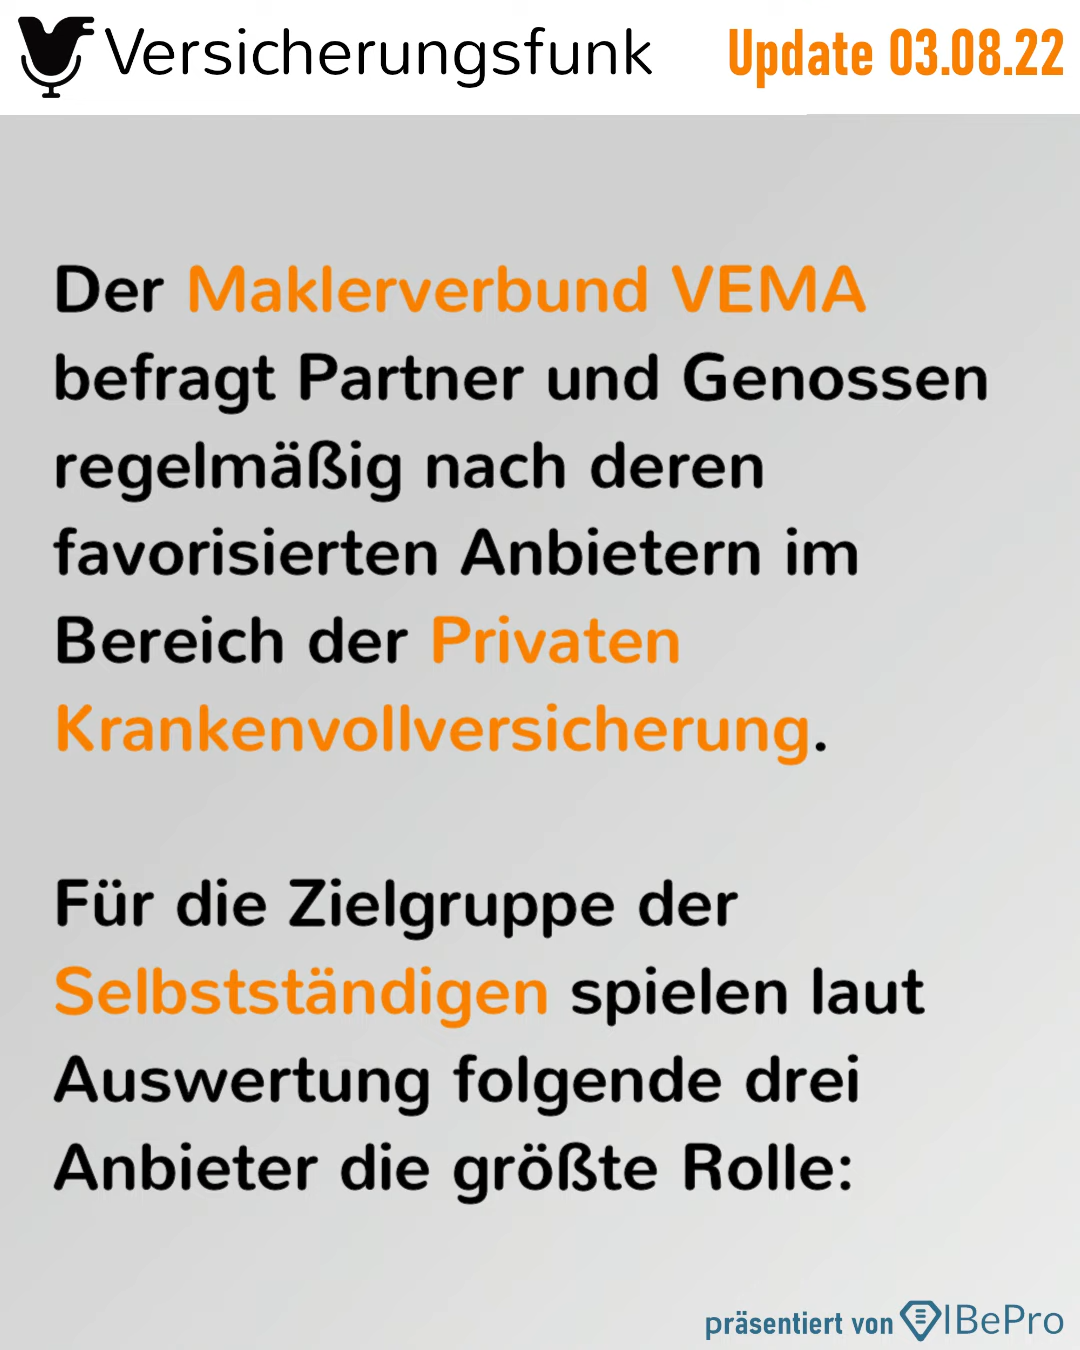 Versicherungsfunk Update 03.08.22
Der Maklerverbund VEMA
befragt Partner und Genossen
regelmäßig nach deren
favorisierten Anbietern im
Bereich der Privaten
Krankenvollversicherung.
Für die Zielgruppe der
Selbstständigen spielen laut
Auswertung folgende drei
Anbieter die größte Rolle:
präsentiert von IBePro